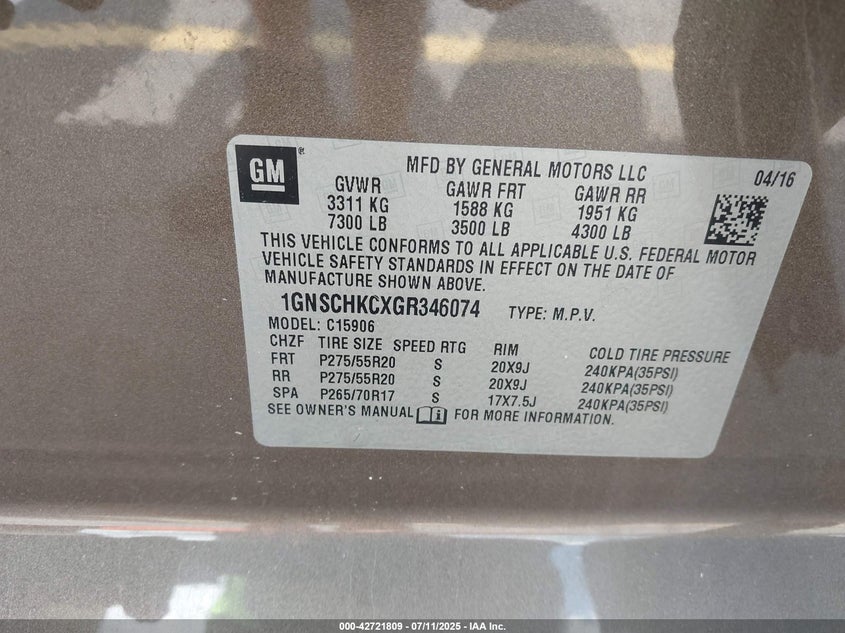 GM ®
MFD BY GENERAL MOTORS LLC
04/16
GVWR GAWR FRT GAWR RR
3311 KG 1588 KG 1951 KG
7300 LB 3500 LB 4300 LB
THIS VEHICLE CONFORMS TO ALL APPLICABLE U.S. FEDERAL MOTOR
VEHICLE SAFETY STANDARDS IN EFFECT ON THE DATE OF
MANUFACTURE SHOWN ABOVE.
1GNSCHKCXGR346074 TYPE: M.P.V.
MODEL: C15906
CHZF TIRE SIZE SPEED RTG RIM COLD TIRE PRESSURE
FRT P275/55R20 S 20X9J 240KPA(35PSI)
RR P275/55R20 S 20X9J 240KPA(35PSI)
SPA P265/70R17 S 17X7.5J 240KPA(35PSI)
SEE OWNER'S MANUAL FOR MORE INFORMATION.
000-42721809 - 07/11/2025 - IAA Inc.